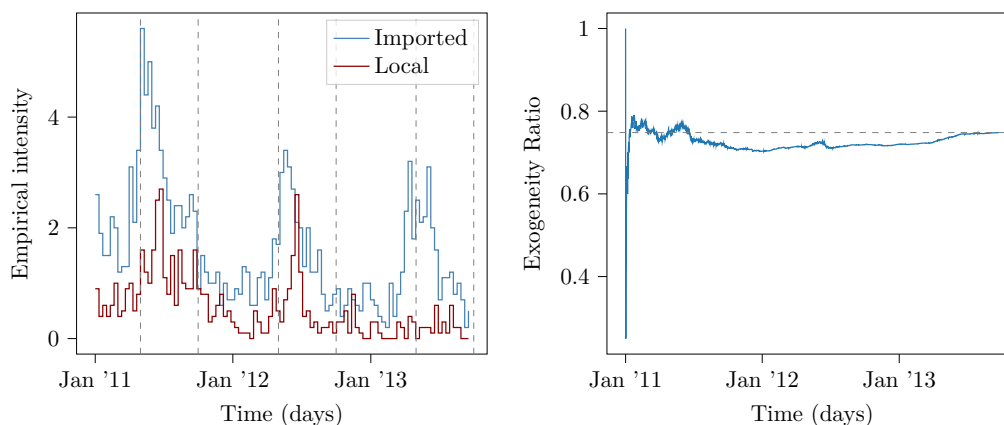 Empirical intensity
4
2
0
Imported
Local
Jan '11
Jan '12
Jan '13
Time (days)
Exogeneity Ratio
1
0.8
0.6
0.4
Jan '11
Jan '12
Jan '13
Time (days)